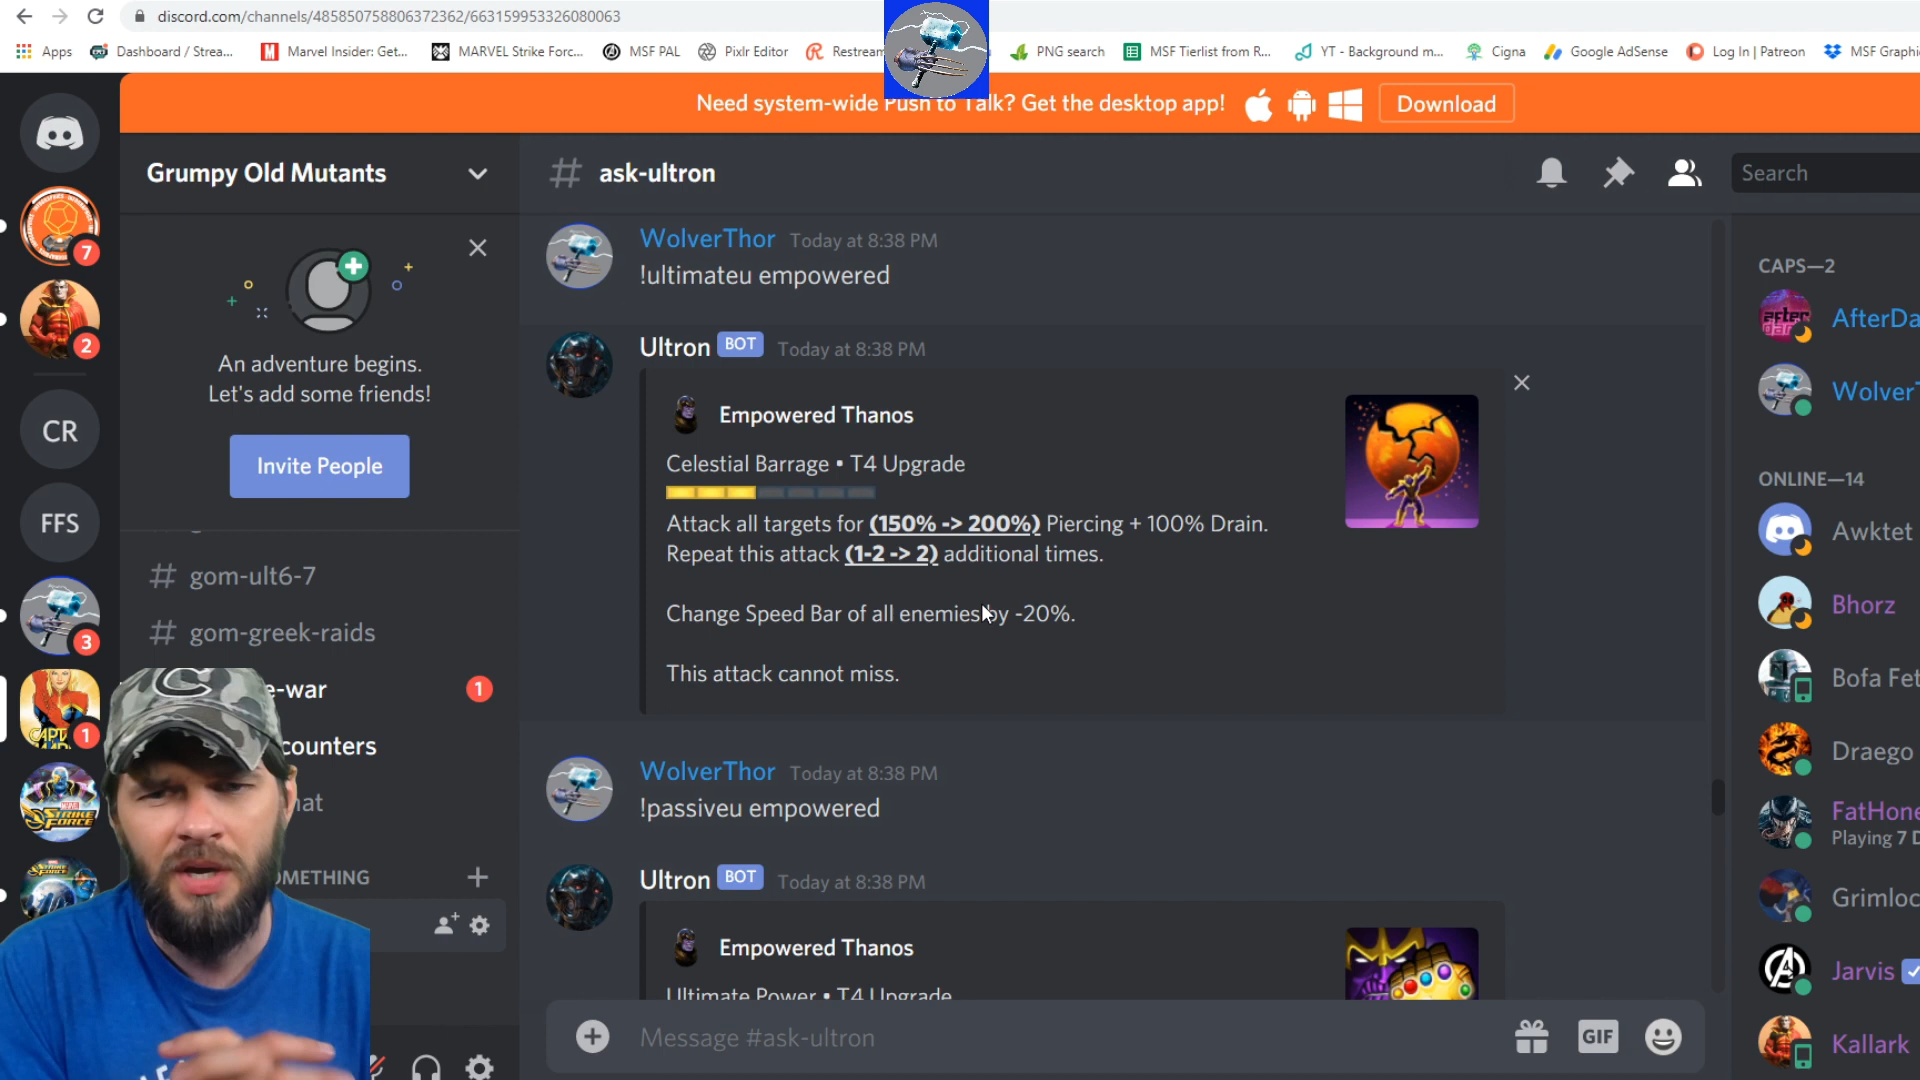 discord.com/channels/485850758806372362/663159953326080063
Apps
Dashboard / Strea...
Marvel Insider: Get...
MARVEL Strike Forc...
MSF PAL
Pixlr Editor
Restream
PNG search
MSF Tierlist from R...
YT - Background m...
Cigna
Google AdSense
Log In | Patreon
MSF Graphi
Need system-wide Push to Talk? Get the desktop app!
Download
Grumpy Old Mutants
# ask-ultron
Search
7
2
CR
FFS
3
1
An adventure begins.
Let's add some friends!
Invite People
# gom-ult6-7
# gom-greek-raids
e-war
1
counters
hat
OMETHING
WolverThor Today at 8:38 PM
!ultimateu empowered
Ultron BOT Today at 8:38 PM
Empowered Thanos
Celestial Barrage • T4 Upgrade
Attack all targets for (150% -> 200%) Piercing + 100% Drain.
Repeat this attack (1-2 -> 2) additional times.
Change Speed Bar of all enemies by -20%.
This attack cannot miss.
WolverThor Today at 8:38 PM
!passiveu empowered
Ultron BOT Today at 8:38 PM
Empowered Thanos
Ultimate Power • T4 Upgrade
Message #ask-ultron
GIF
CAPS—2
AfterDa
WolverT
ONLINE—14
Awktet
Bhorz
Bofa Fet
Draego
FatHone
Playing 7 D
Grimloc
Jarvis
Kallark